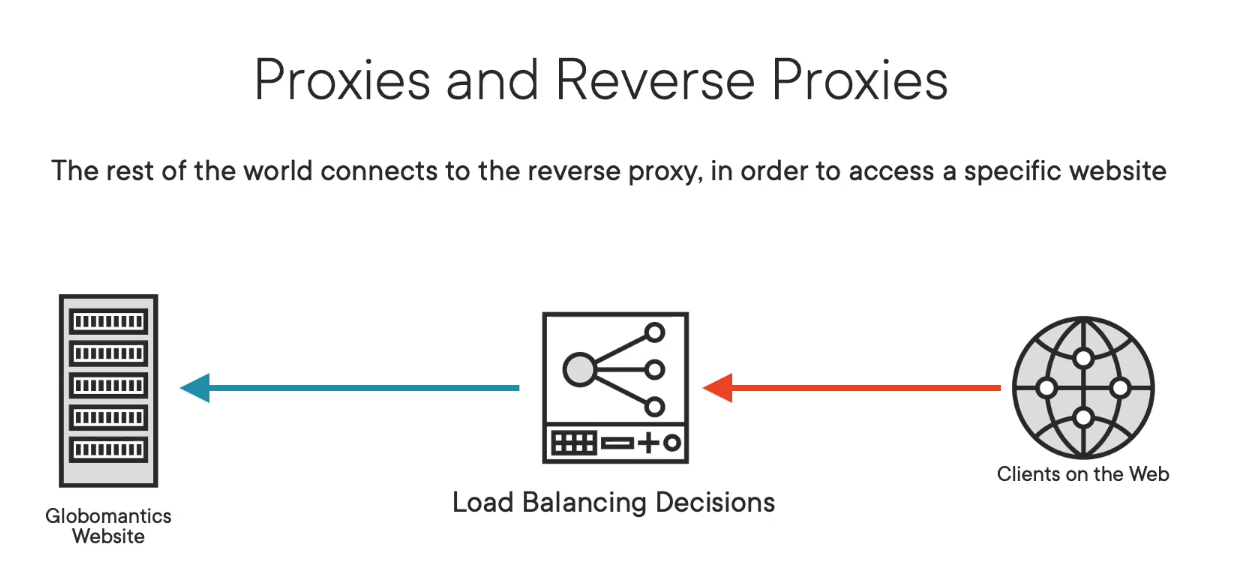 Proxies and Reverse Proxies
The rest of the world connects to the reverse proxy, in order to access a specific website
Clients on the Web
Load Balancing Decisions
Globomantics
Website